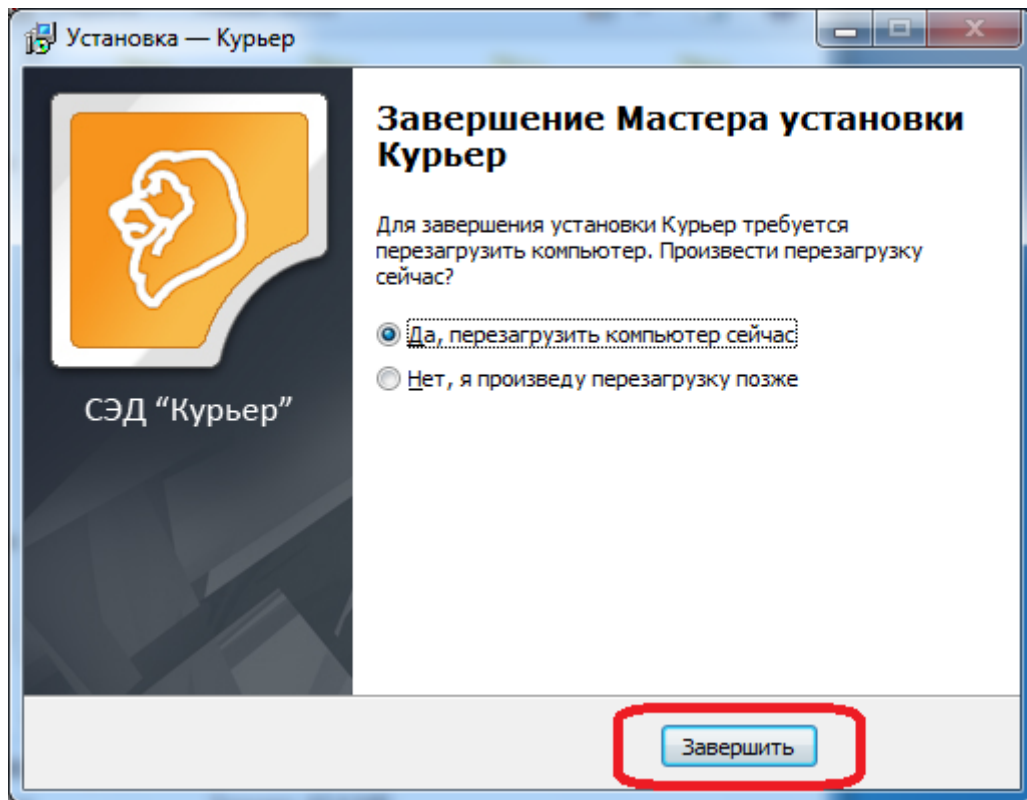 Установка — Курьер
Завершение Мастера установки
Курьер
Для завершения установки Курьер требуется
перезагрузить компьютер. Произвести перезагрузку
сейчас?
Да, перезагрузить компьютер сейчас
Нет, я произведу перезагрузку позже
СЭД “Курьер”
Завершить